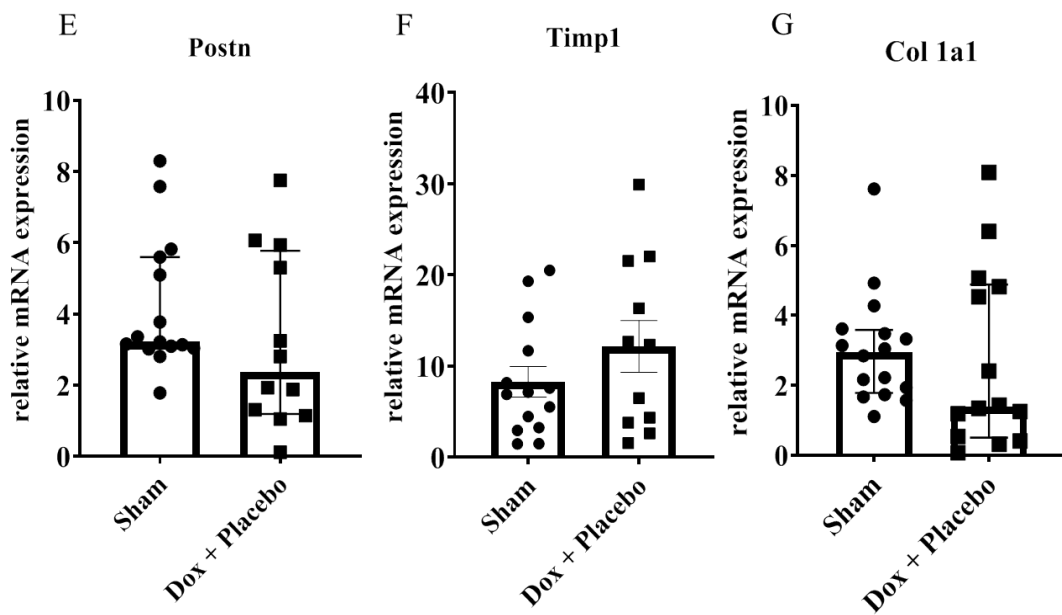 E
Postn
relative mRNA expression
10
8
6
4
2
0
Sham
Dox + Placebo
F
Timp1
relative mRNA expression
40
30
20
10
0
Sham
Dox + Placebo
G
Col 1a1
relative mRNA expression
10
8
6
4
2
0
Sham
Dox + Placebo